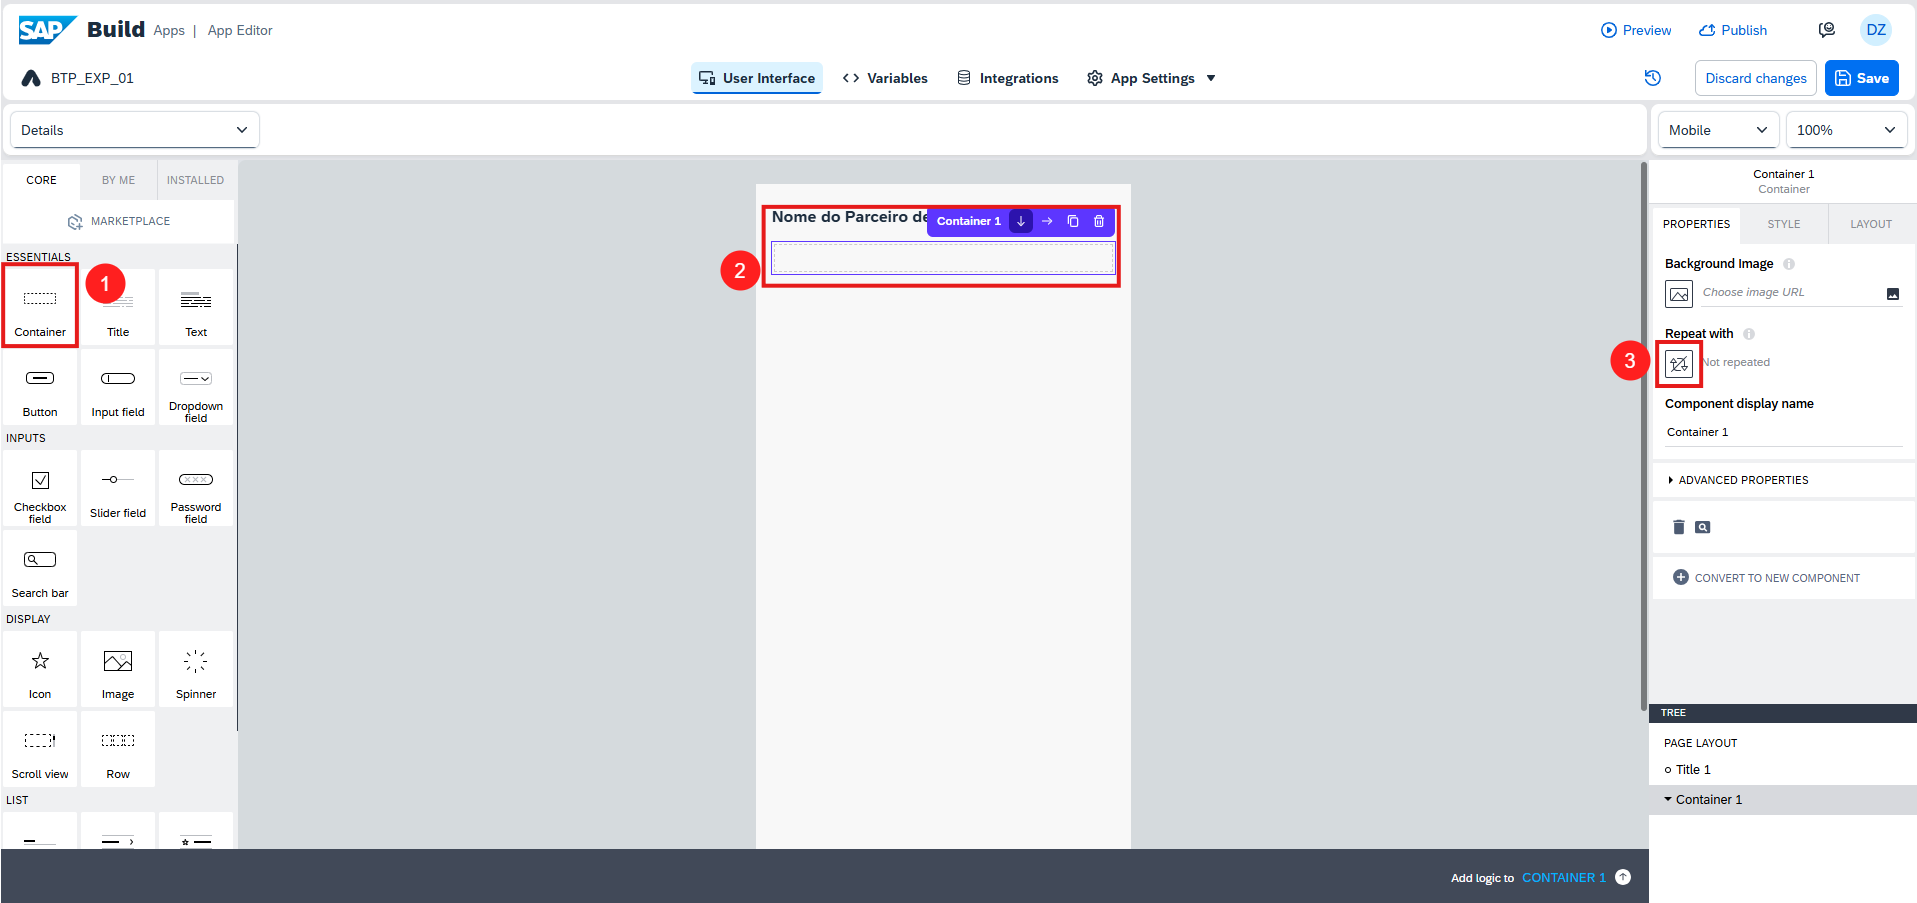 SAP Build Apps | App Editor
Preview
Publish
DZ
BTP_EXP_01
User Interface
Variables
Integrations
App Settings
Discard changes
Save
Details
Mobile
100%
CORE
BY ME
INSTALLED
MARKETPLACE
ESSENTIALS
1
Container
Title
Text
Button
Input field
Dropdown
field
INPUTS
Checkbox
field
Slider field
Password
field
Search bar
DISPLAY
Icon
Image
Spinner
Scroll view
Row
LIST
Nome do Parceiro de
Container 1
2
Container 1
Container
PROPERTIES
STYLE
LAYOUT
Background Image
Choose image URL
Repeat with
3
Not repeated
Component display name
Container 1
ADVANCED PROPERTIES
CONVERT TO NEW COMPONENT
TREE
PAGE LAYOUT
Title 1
Container 1
Add logic to CONTAINER 1